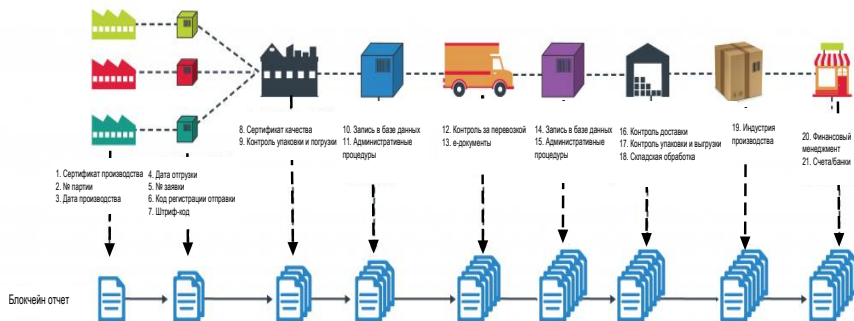 1. Сертификат производства
2. № партии
3. Дата производства
4. Дата отгрузки
5. № заявки
6. Код регистрации отправки
7. Штриф-код
8. Сертификат качества
9. Контроль упаковки и погрузки
10. Запись в базе данных
11. Административные
процедуры
12. Контроль за перевозкой
13. е-документы
14. Запись в базе данных
15. Административные
процедуры
16. Контроль доставки
17. Контроль упаковки и выгрузки
18. Складская обработка
19. Индустрия
производства
20. Финансовый
менеджмент
21. Счета/банки
Блокчейн отчет